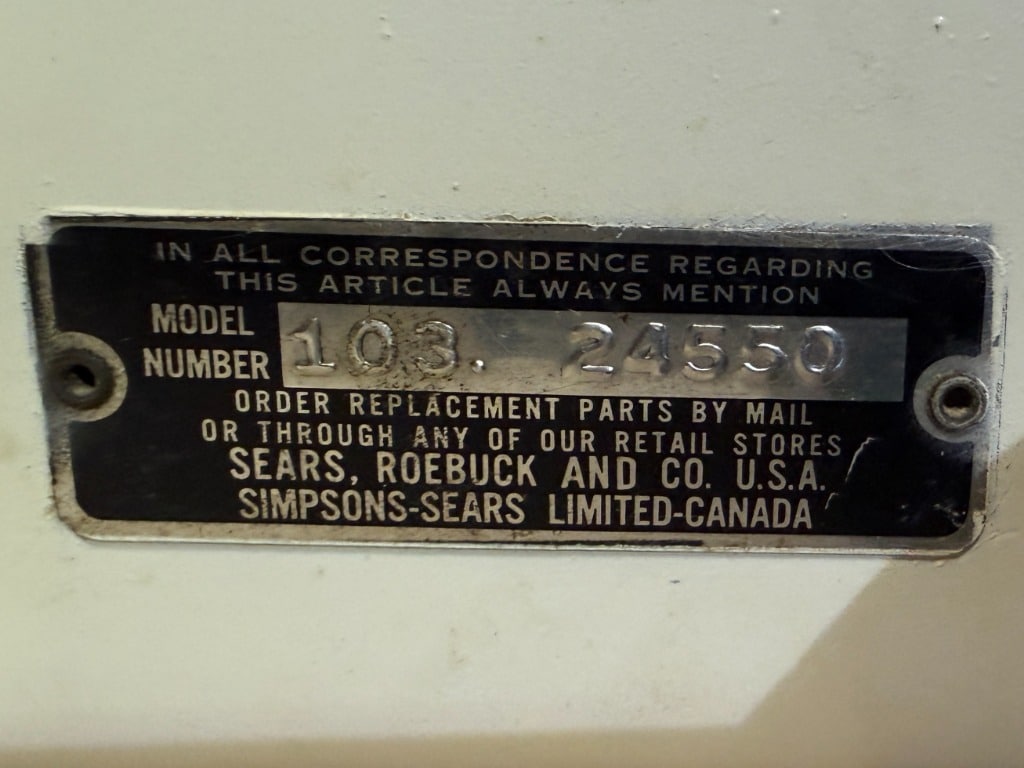 IN ALL CORRESPONDENCE REGARDING
THIS ARTICLE ALWAYS MENTION
MODEL NUMBER 103. 24550
ORDER REPLACEMENT PARTS BY MAIL
OR THROUGH ANY OF OUR RETAIL STORES
SEARS, ROEBUCK AND CO. U.S.A.
SIMPSONS-SEARS LIMITED-CANADA